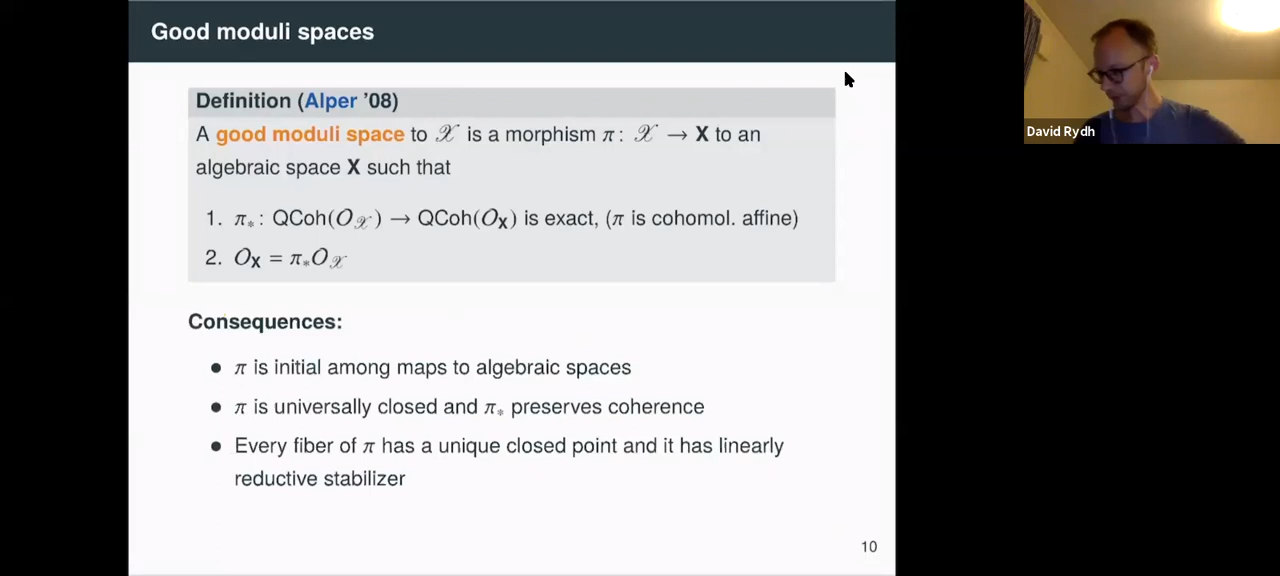 Good moduli spaces
Definition (Alper '08)
A good moduli space to 𝒳 is a morphism π : 𝒳 → X to an
algebraic space X such that
1. π∗ : QCoh(O𝒳) → QCoh(OX) is exact, (π is cohomol. affine)
2. OX = π∗O𝒳
Consequences:
• π is initial among maps to algebraic spaces
• π is universally closed and π∗ preserves coherence
• Every fiber of π has a unique closed point and it has linearly
reductive stabilizer
10
David Rydh